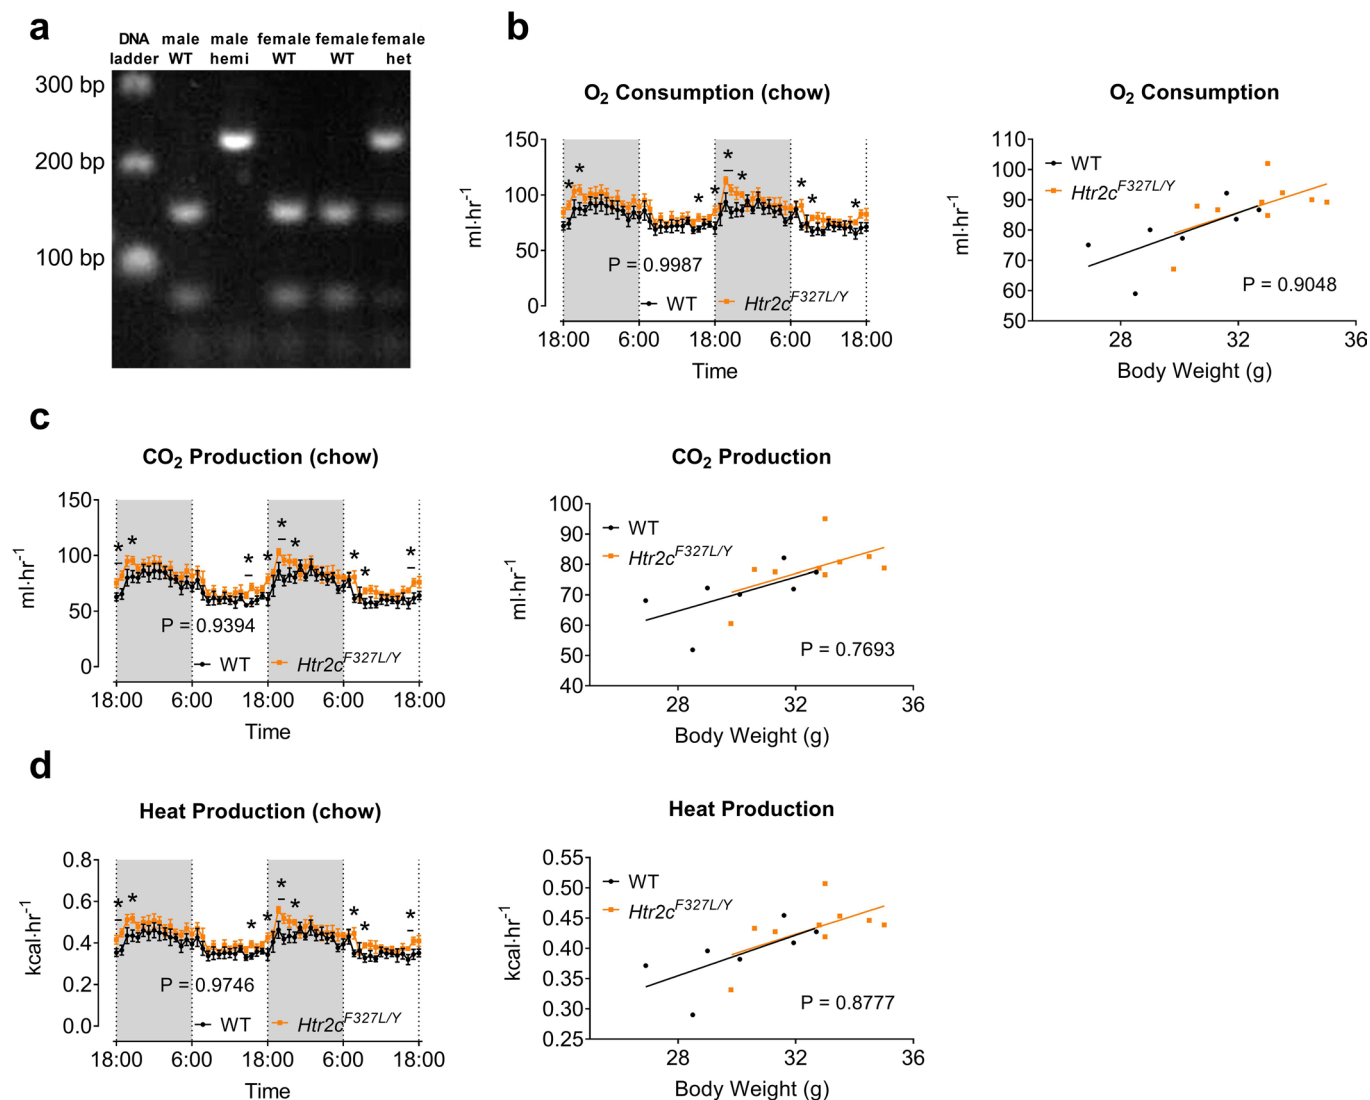 a
DNA ladder
male WT
male hemi
female WT
female WT
female het
300 bp
200 bp
100 bp
b
O2 Consumption (chow)
150
100
50
0
ml·hr-1
* * * * * * * * *
P = 0.9987
WT
Htr2cF327L/Y
18:00 6:00 18:00 6:00 18:00
Time
O2 Consumption
110
100
90
80
70
60
50
ml·hr-1
WT
Htr2cF327L/Y
P = 0.9048
28 32 36
Body Weight (g)
c
CO2 Production (chow)
150
100
50
0
ml·hr-1
* * * * * * * * *
P = 0.9394
WT
Htr2cF327L/Y
18:00 6:00 18:00 6:00 18:00
Time
CO2 Production
100
90
80
70
60
50
40
ml·hr-1
WT
Htr2cF327L/Y
P = 0.7693
28 32 36
Body Weight (g)
d
Heat Production (chow)
0.8
0.6
0.4
0.2
0.0
kcal·hr-1
* * * * * * * * *
P = 0.9746
WT
Htr2cF327L/Y
18:00 6:00 18:00 6:00 18:00
Time
Heat Production
0.55
0.50
0.45
0.40
0.35
0.30
0.25
kcal·hr-1
WT
Htr2cF327L/Y
P = 0.8777
28 32 36
Body Weight (g)